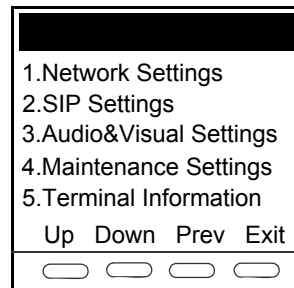 1.Network Settings
2.SIP Settings
3.Audio&Visual Settings
4.Maintenance Settings
5.Terminal Information
Up Down Prev Exit